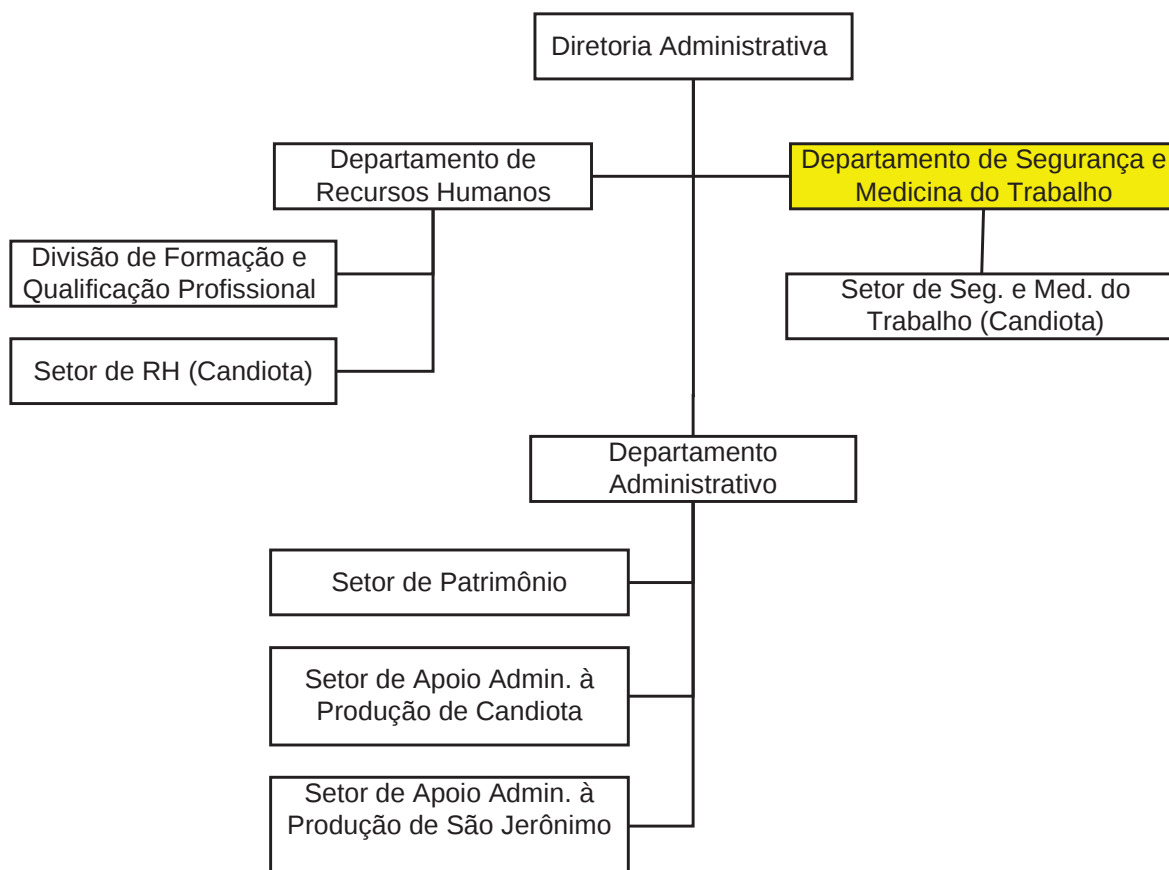 Diretoria Administrativa
Departamento de
Recursos Humanos
Departamento de Segurança e
Medicina do Trabalho
Divisão de Formação e
Qualificação Profissional
Setor de Seg. e Med. do
Trabalho (Candiota)
Setor de RH (Candiota)
Departamento
Administrativo
Setor de Patrimônio
Setor de Apoio Admin. à
Produção de Candiota
Setor de Apoio Admin. à
Produção de São Jerônimo